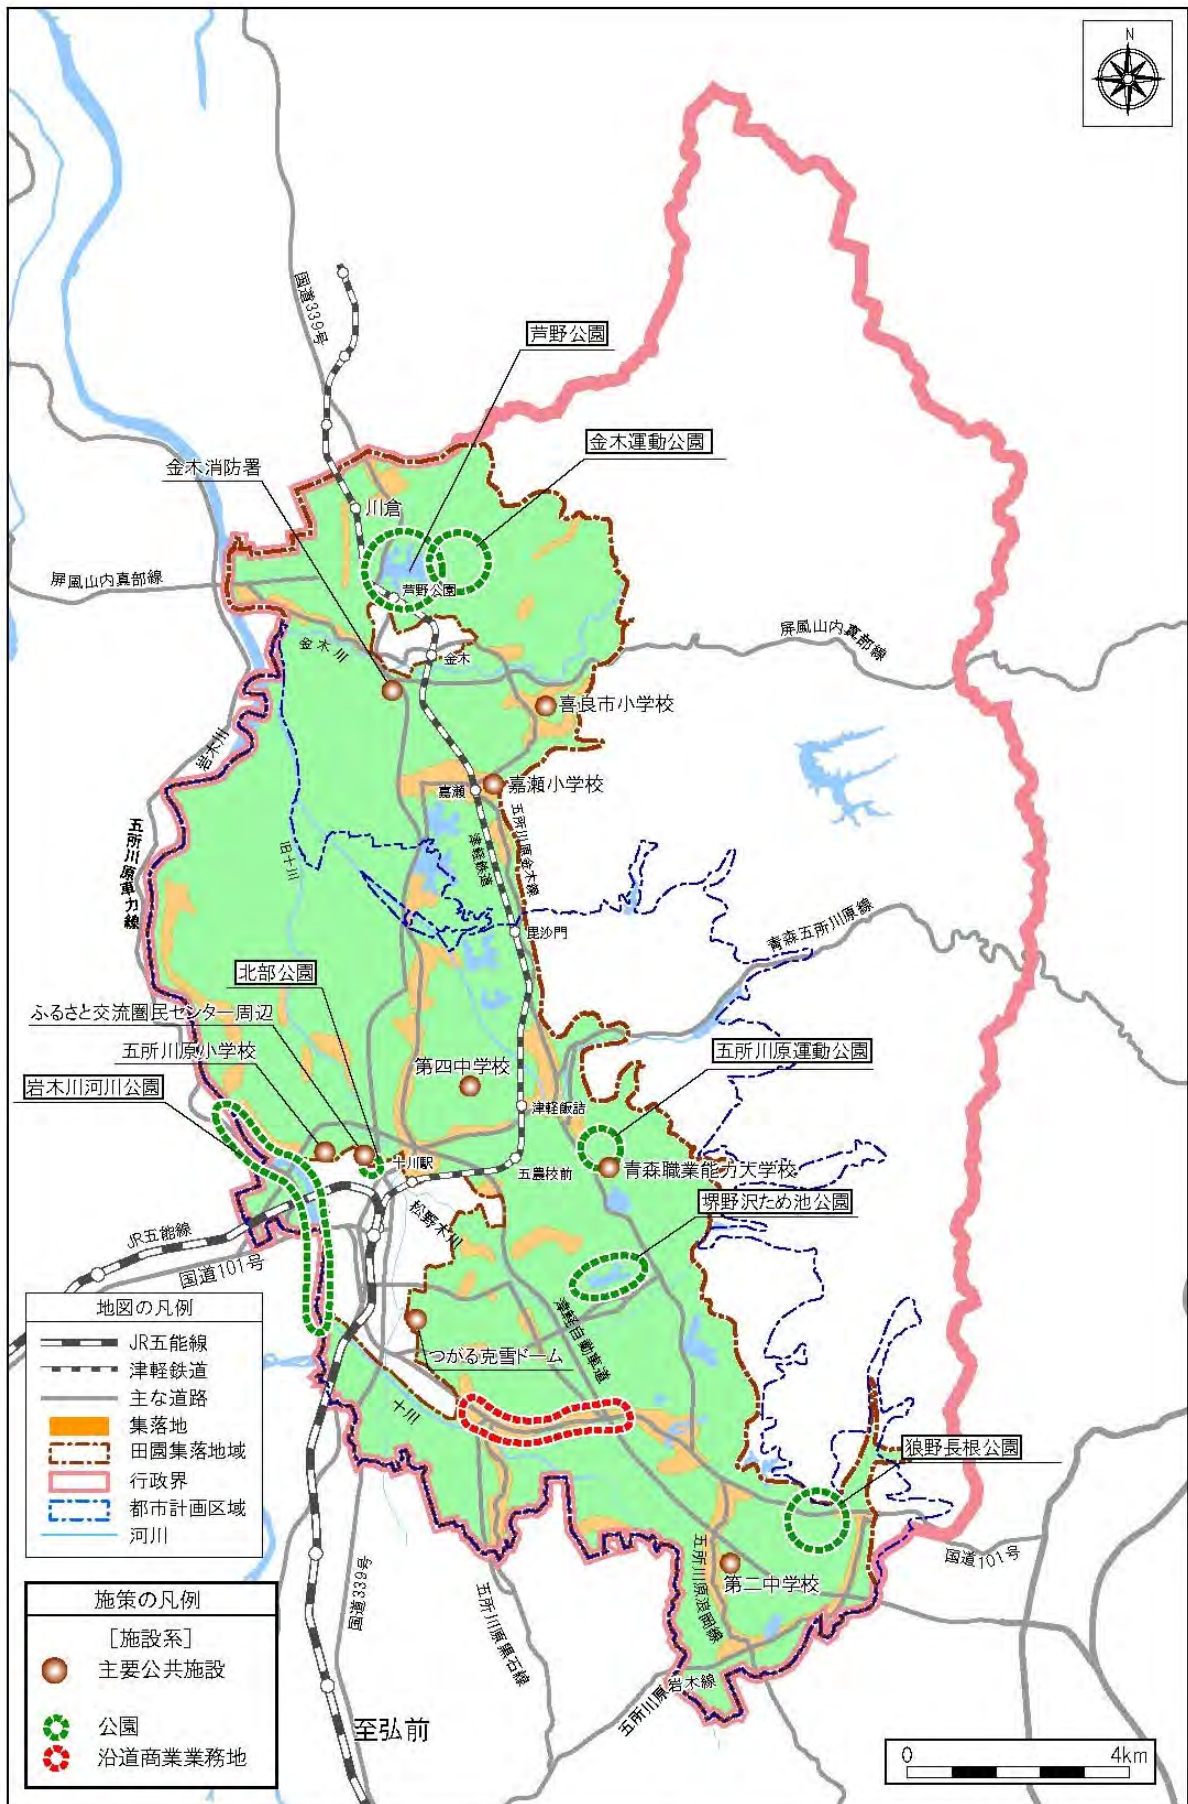 N
国道339号
芦野公園
金木運動公園
金木消防署
川倉
屏風山内真部線
芦野公園
屏風山内真部線
金木川
金木
喜良市小学校
岩木川
嘉瀬小学校
嘉瀬
五所川原車力線
旧十川
津軽鉄道
五所川原金木線
毘沙門
青森五所川原線
北部公園
ふるさと交流圏民センター周辺
五所川原小学校
第四中学校
五所川原運動公園
岩木川河川公園
津軽飯詰
十川駅
五農校前
青森職業能力大学校
堺野沢ため池公園
松野木川
JR五能線
国道101号
津軽自動車道
つがる克雪ドーム
十川
狼野長根公園
国道101号
第二中学校
五所川原浪岡線
国道339号
五所川原黒石線
五所川原岩木線
至弘前
地図の凡例
JR五能線
津軽鉄道
主な道路
集落地
田園集落地域
行政界
都市計画区域
河川
施策の凡例
［施設系］
主要公共施設
公園
沿道商業業務地
0 4km